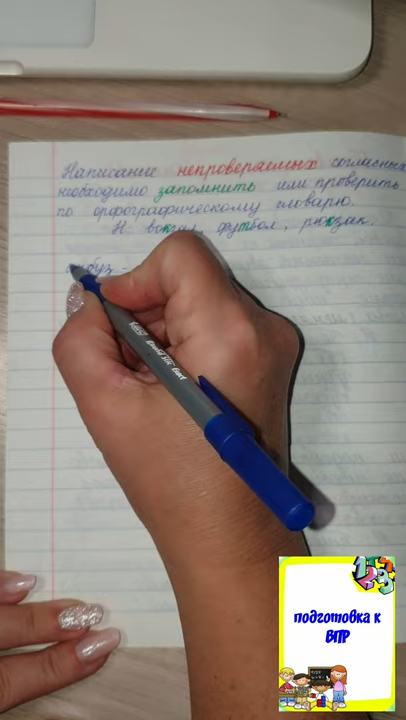 Написание непроверяемых согласных
необходимо запомнить или проверить
по орфографическому словарю.
Н вокзал, футбол, рюкзак.
подготовка к
ВПР